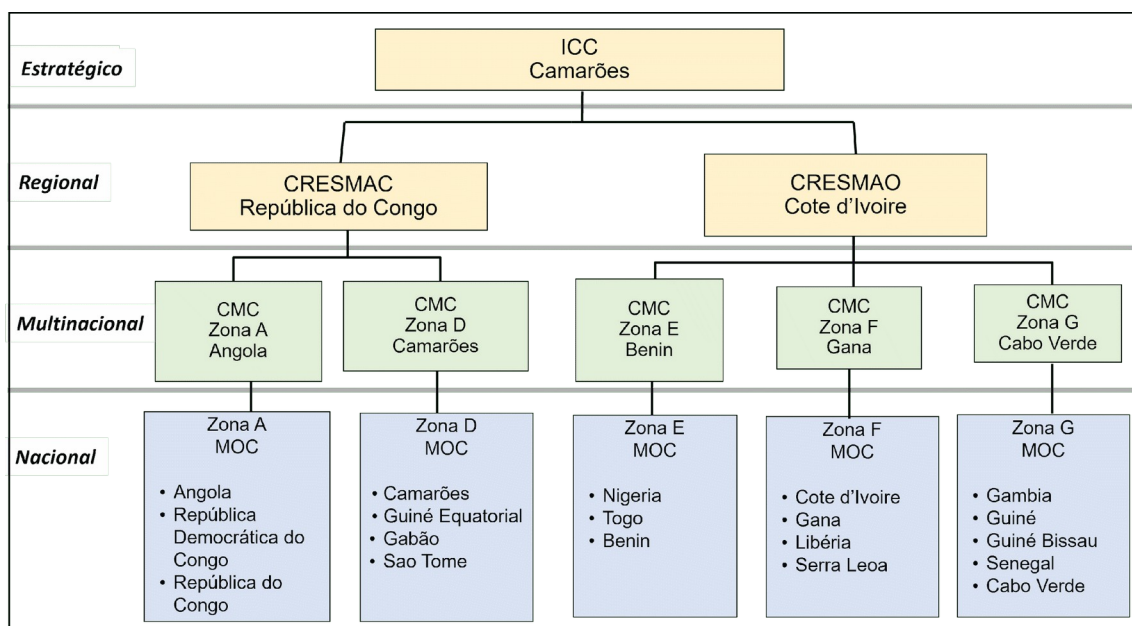 Estratégico
ICC
Camarões
Regional
CRESMAC
República do Congo
CRESMAO
Cote d'Ivoire
Multinacional
CMC
Zona A
Angola
CMC
Zona D
Camarões
CMC
Zona E
Benin
CMC
Zona F
Gana
CMC
Zona G
Cabo Verde
Nacional
Zona A
MOC
• Angola
• República
Democrática do
Congo
• República do
Congo
Zona D
MOC
• Camarões
• Guiné Equatorial
• Gabão
• Sao Tome
Zona E
MOC
• Nigeria
• Togo
• Benin
Zona F
MOC
• Cote d'Ivoire
• Gana
• Libéria
• Serra Leoa
Zona G
MOC
• Gambia
• Guiné
• Guiné Bissau
• Senegal
• Cabo Verde